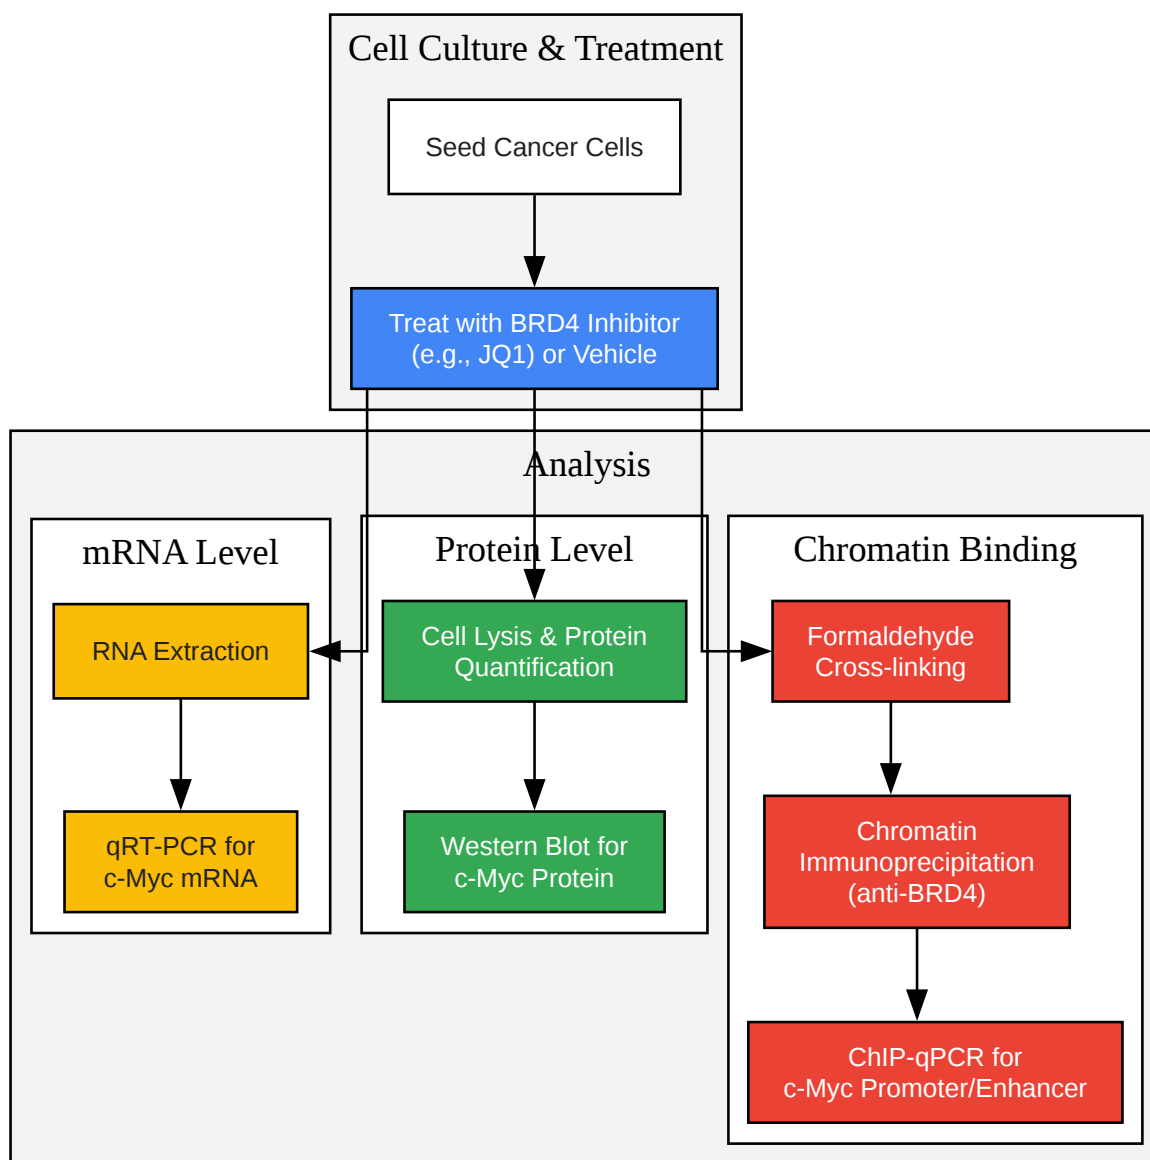 Cell Culture & Treatment
Seed Cancer Cells
Treat with BRD4 Inhibitor
(e.g., JQ1) or Vehicle
Analysis
mRNA Level
RNA Extraction
qRT-PCR for
c-Myc mRNA
Protein Level
Cell Lysis & Protein
Quantification
Western Blot for
c-Myc Protein
Chromatin Binding
Formaldehyde
Cross-linking
Chromatin
Immunoprecipitation
(anti-BRD4)
ChIP-qPCR for
c-Myc Promoter/Enhancer